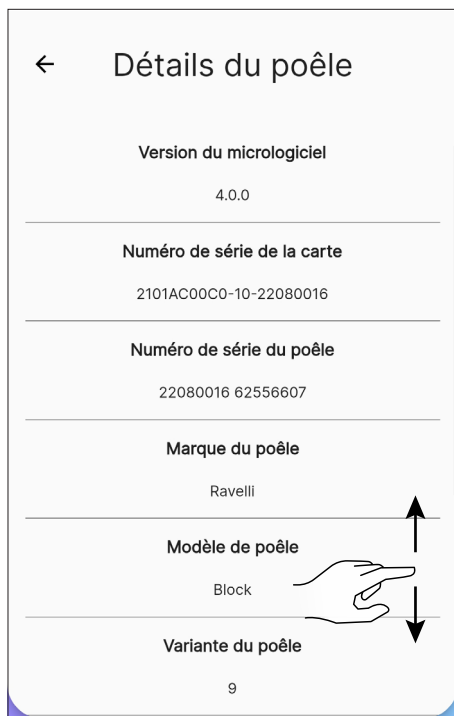 Détails du poêle
Version du micrologiciel
4.0.0
Numéro de série de la carte
2101AC00C0-10-22080016
Numéro de série du poêle
22080016 62556607
Marque du poêle
Ravelli
Modèle de poêle
Block
Variante du poêle
9